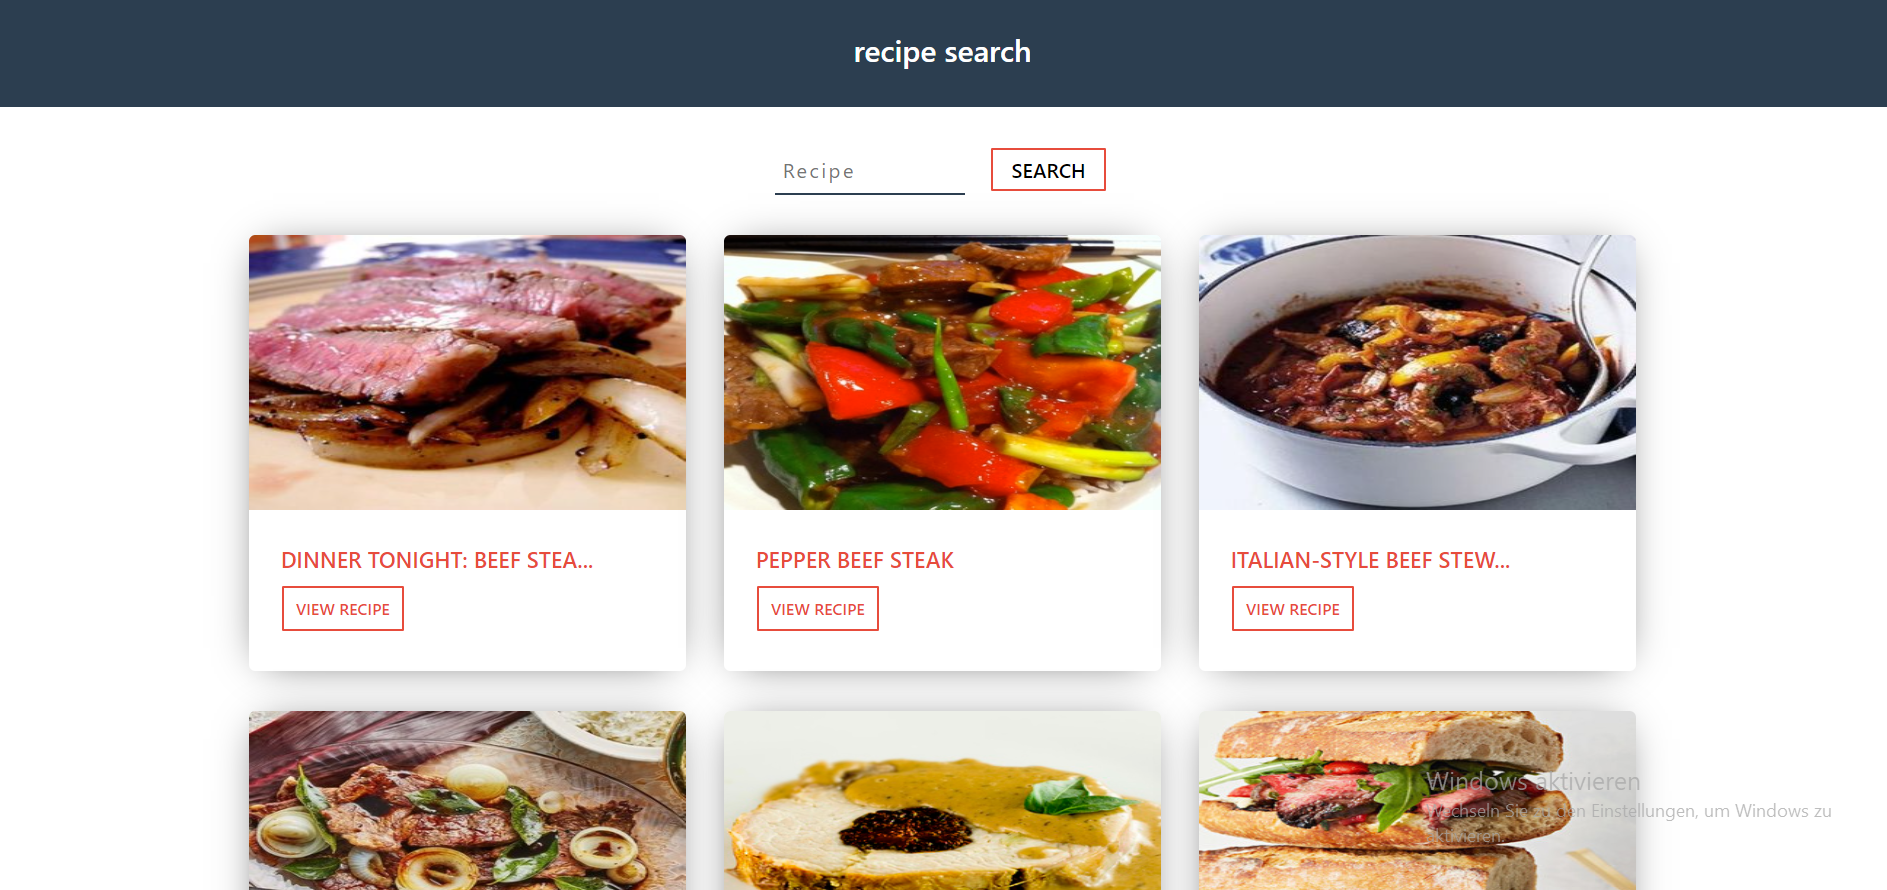 recipe search
Recipe
SEARCH
DINNER TONIGHT: BEEF STEA...
PEPPER BEEF STEAK
ITALIAN-STYLE BEEF STEW...
VIEW RECIPE
VIEW RECIPE
VIEW RECIPE
Windows aktivieren
Wechseln Sie zu den Einstellungen, um Windows zu
aktivieren.